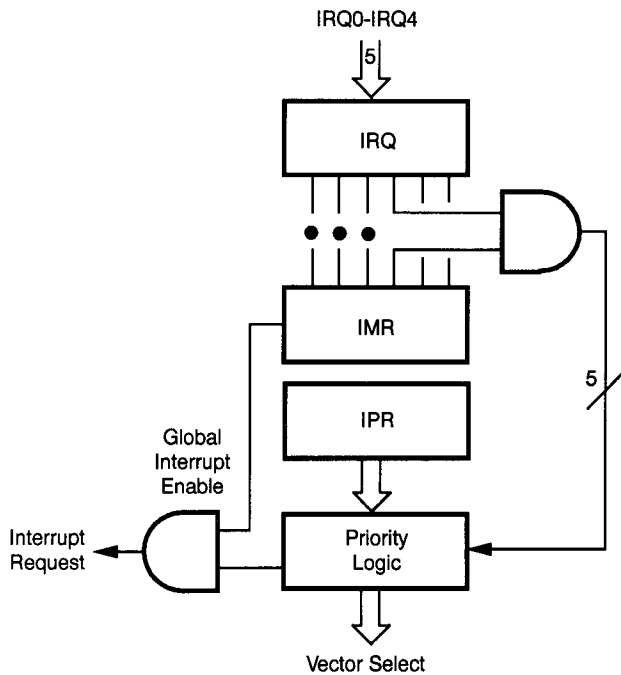 IRQ0-IRQ4
5
IRQ
IMR
5
IPR
Global
Interrupt
Enable
Interrupt
Request
Priority
Logic
Vector Select